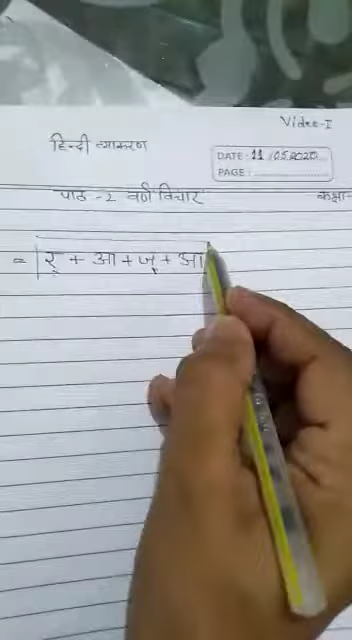 Video-I
हिन्दी व्याकरण
DATE: 11/05/2020
PAGE:
पाठ-2 वर्ण विचार
कक्षा-
= र् + आ + ज् + आ